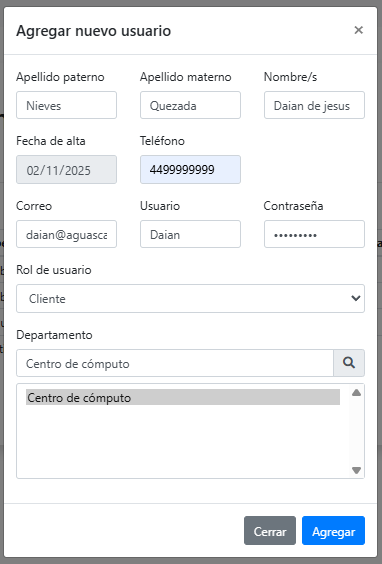 Agregar nuevo usuario ×
Apellido paterno Apellido materno Nombre/s
Nieves Quezada Daian de jesus
Fecha de alta Teléfono
02/11/2025 4499999999
Correo Usuario Contraseña
daian@aguasca Daian •••••••••
Rol de usuario
Cliente
Departamento
Centro de cómputo
Centro de cómputo
Cerrar Agregar